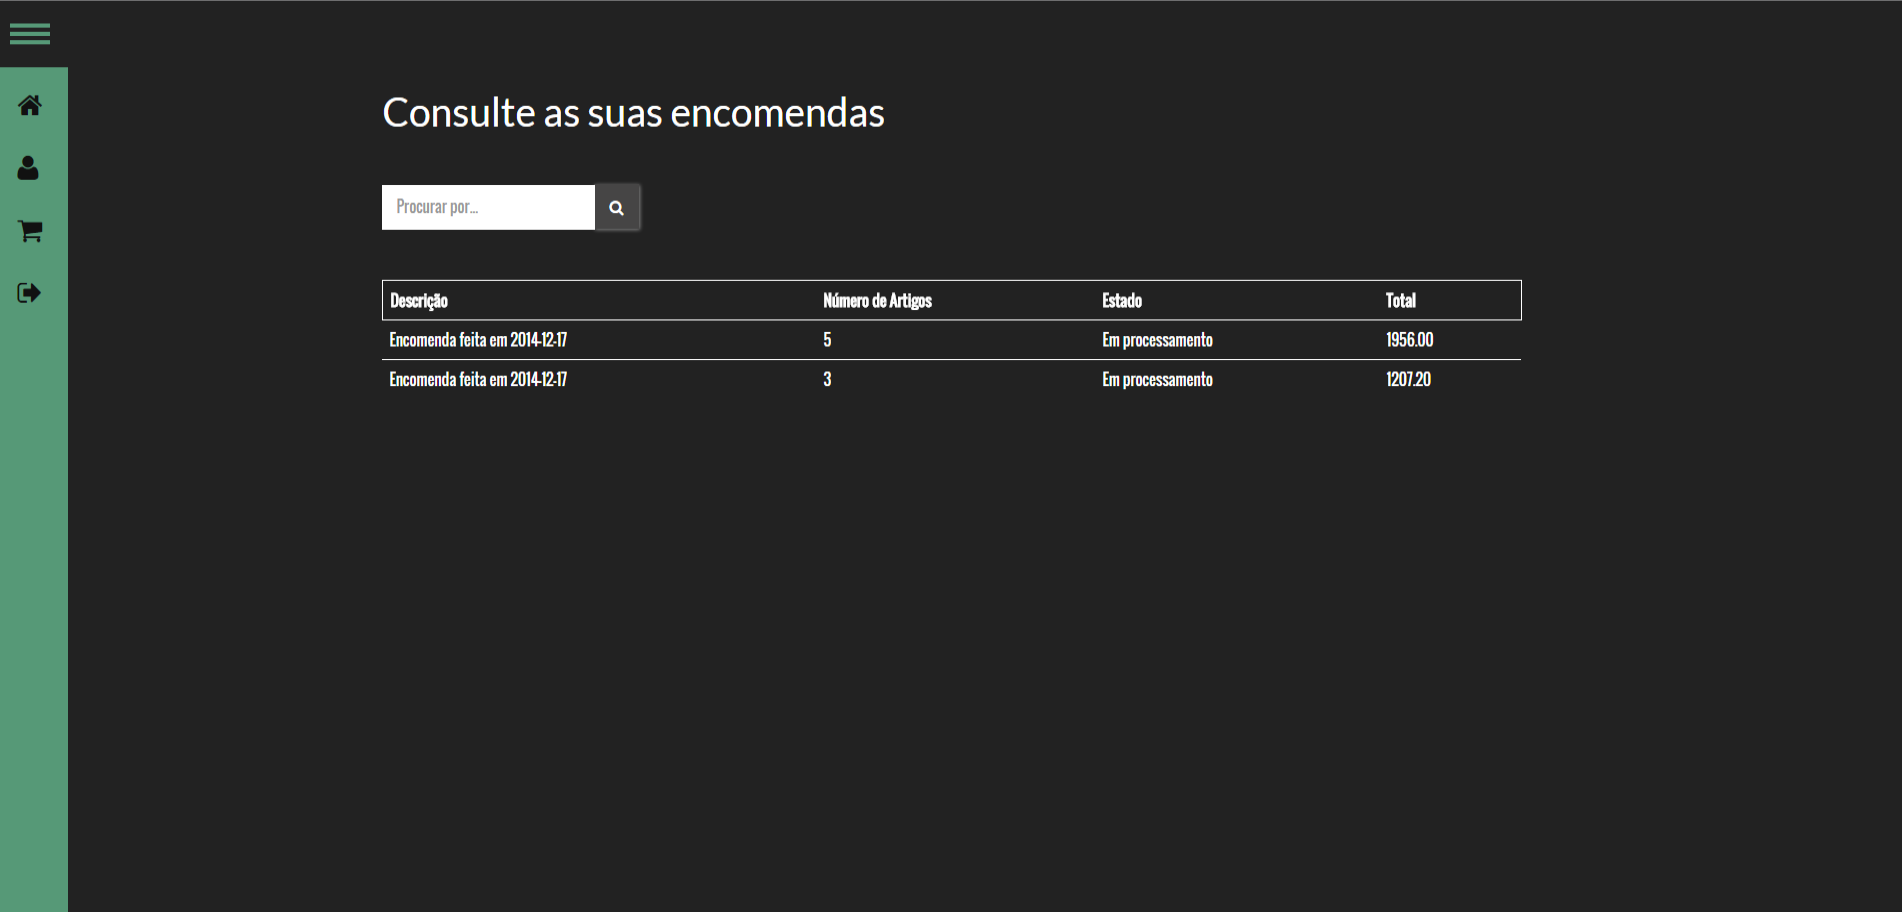 Consulte as suas encomendas
Procurar por...
Descrição Número de Artigos Estado Total
Encomenda feita em 2014-12-17 5 Em processamento 1956.00
Encomenda feita em 2014-12-17 3 Em processamento 1207.20